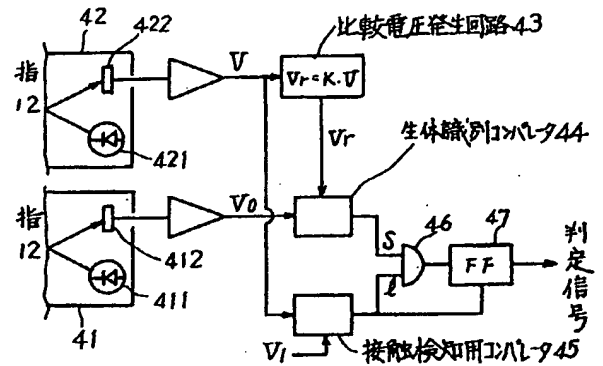 42
422
指
12
421
V
比較電圧発生回路43
Vr=K・V
Vr
生体識別コンパレータ44
指
12
412
411
41
V0
S
46
l
47
FF
判定信号
V1
接触検知用コンパレータ45